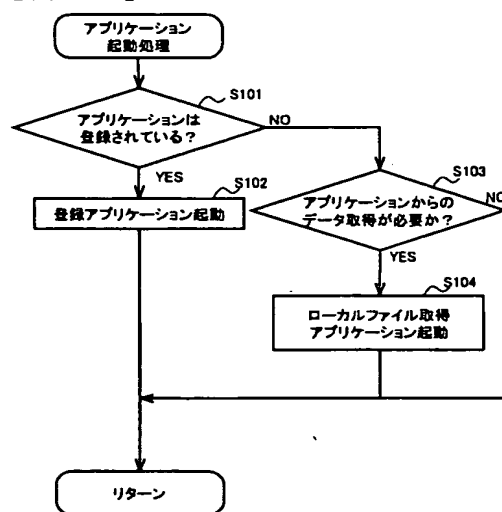 アプリケーション
起動処理
S101
アプリケーションは
登録されている?
NO
YES
S102
登録アプリケーション起動
S103
アプリケーションからの
データ取得が必要か?
NO
YES
S104
ローカルファイル取得
アプリケーション起動
リターン